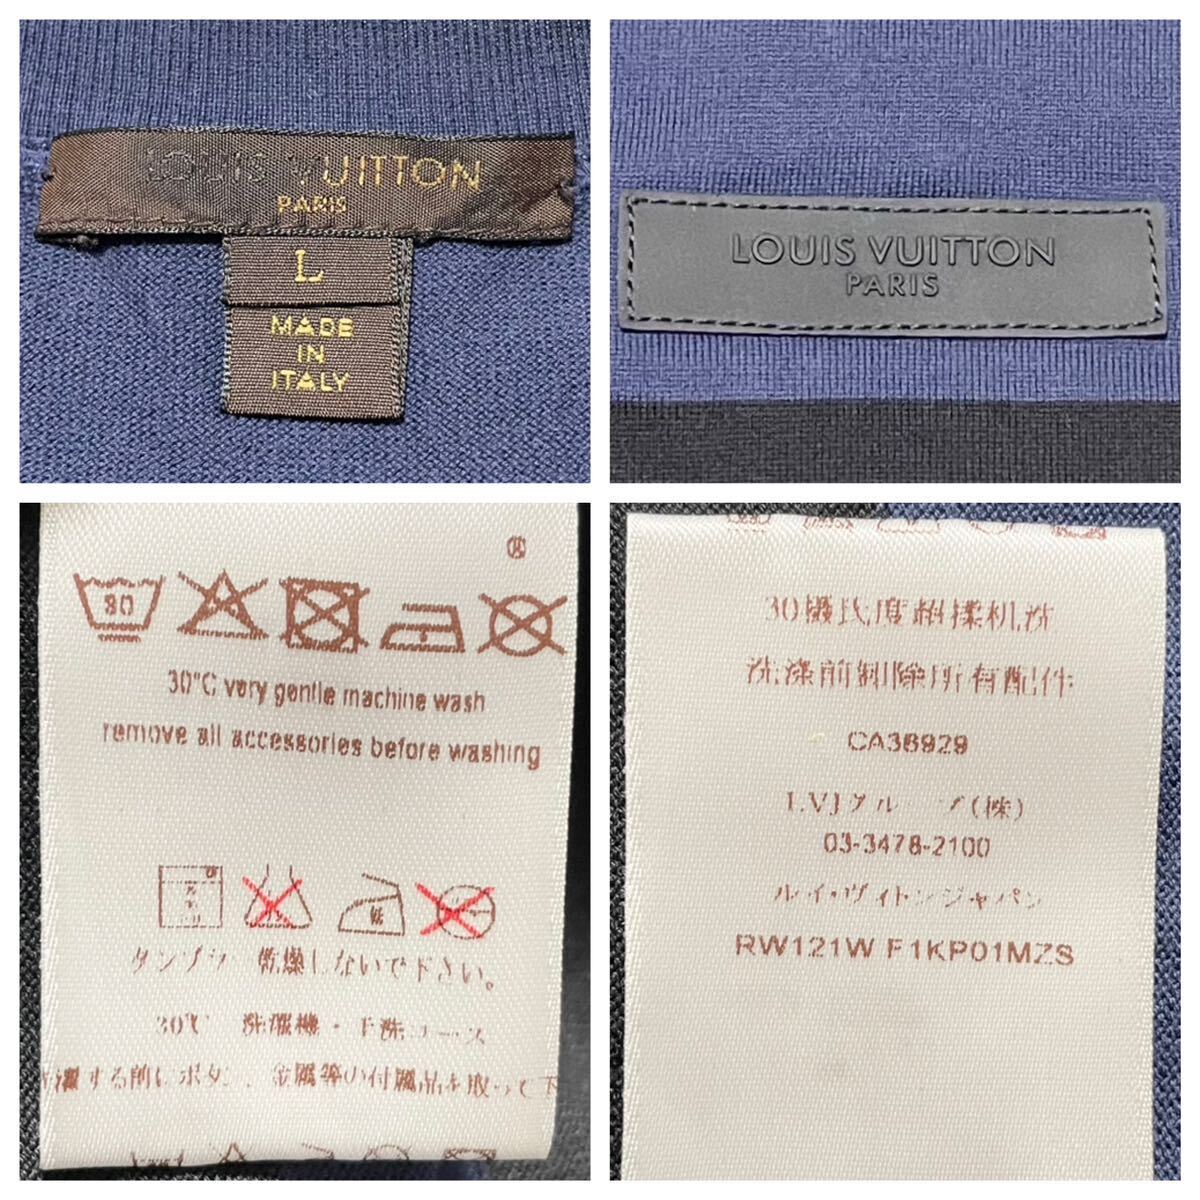 LOUIS VUITTON
PARIS
L
MADE
IN
ITALY
LOUIS VUITTON
PARIS
30
30°C very gentle machine wash
remove all accessories before washing
低
タンブラー乾燥しないで下さい。
30℃ 洗濯機・手洗コース
洗濯する前にボタン、金属等の付属品を取って下
30摄氏度轻揉机洗
洗涤前剔除所有配件
CA36929
LVJグループ(株)
03-3478-2100
ルイ・ヴィトンジャパン
RW121W F1KP01MZS